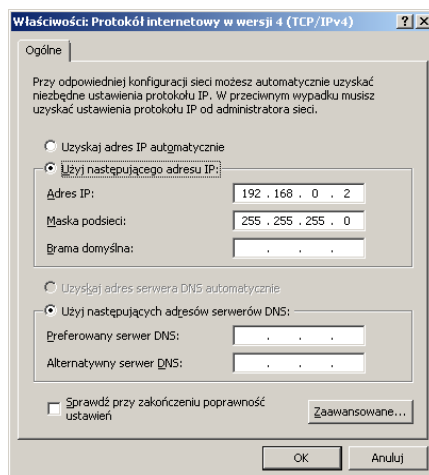 Właściwości: Protokół internetowy w wersji 4 (TCP/IPv4)
Ogólne
Przy odpowiedniej konfiguracji sieci możesz automatycznie uzyskać
niezbędne ustawienia protokołu IP. W przeciwnym wypadku musisz
uzyskać ustawienia protokołu IP od administratora sieci.
Uzyskaj adres IP automatycznie
Użyj następującego adresu IP:
Adres IP: 192 . 168 . 0 . 2
Maska podsieci: 255 . 255 . 255 . 0
Brama domyślna: . . .
Uzyskaj adres serwera DNS automatycznie
Użyj następujących adresów serwerów DNS:
Preferowany serwer DNS: . . .
Alternatywny serwer DNS: . . .
Sprawdź przy zakończeniu poprawność
ustawień
Zaawansowane...
OK Anuluj